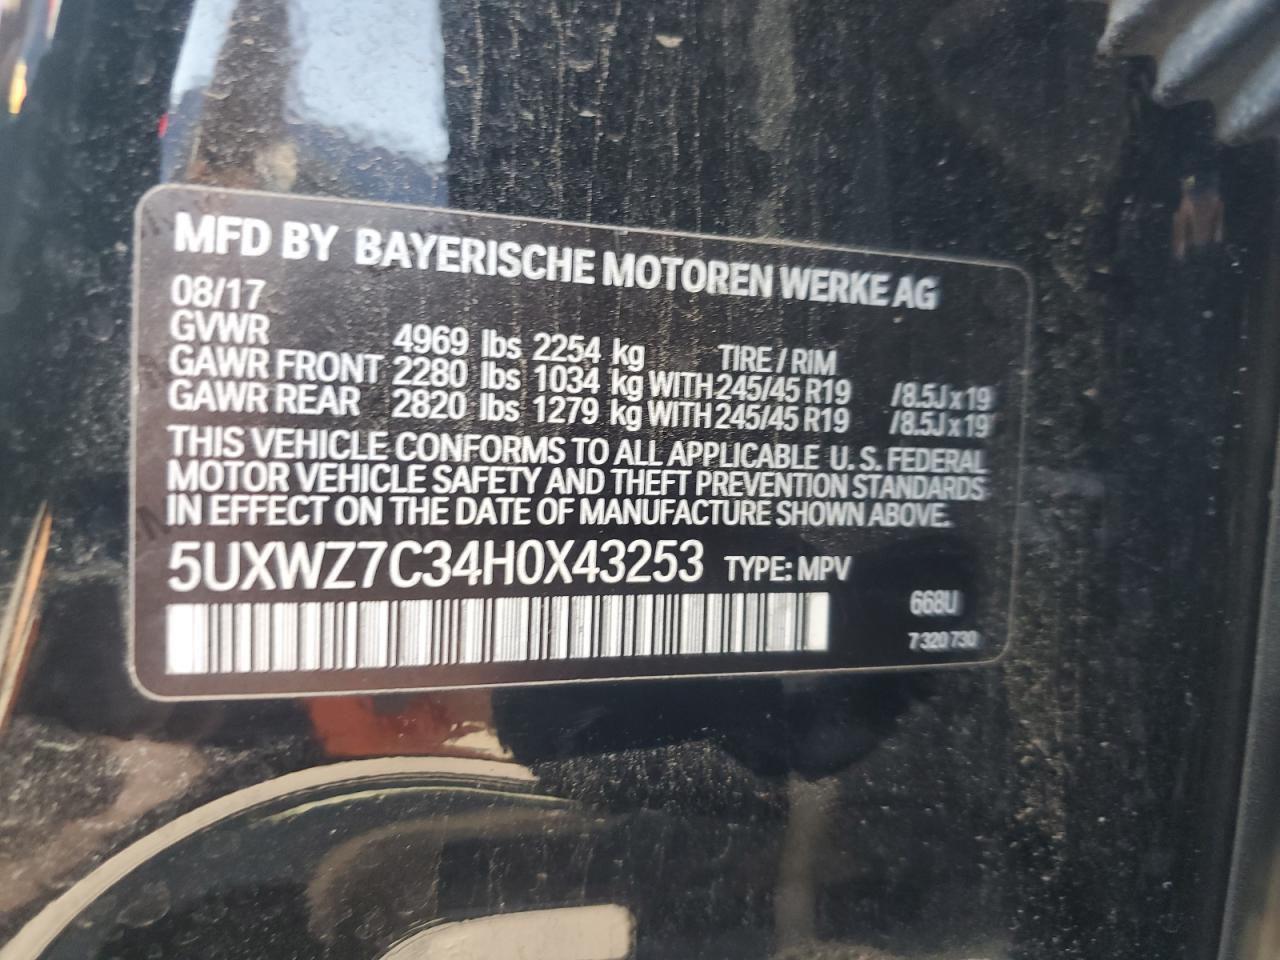 MFD BY BAYERISCHE MOTOREN WERKE AG
08/17
GVWR 4969 lbs 2254 kg TIRE / RIM
GAWR FRONT 2280 lbs 1034 kg WITH 245/45 R19 /8.5J x 19
GAWR REAR 2820 lbs 1279 kg WITH 245/45 R19 /8.5J x 19
THIS VEHICLE CONFORMS TO ALL APPLICABLE U.S. FEDERAL
MOTOR VEHICLE SAFETY AND THEFT PREVENTION STANDARDS
IN EFFECT ON THE DATE OF MANUFACTURE SHOWN ABOVE.
5UXWZ7C34H0X43253 TYPE: MPV
668U
7 320 730